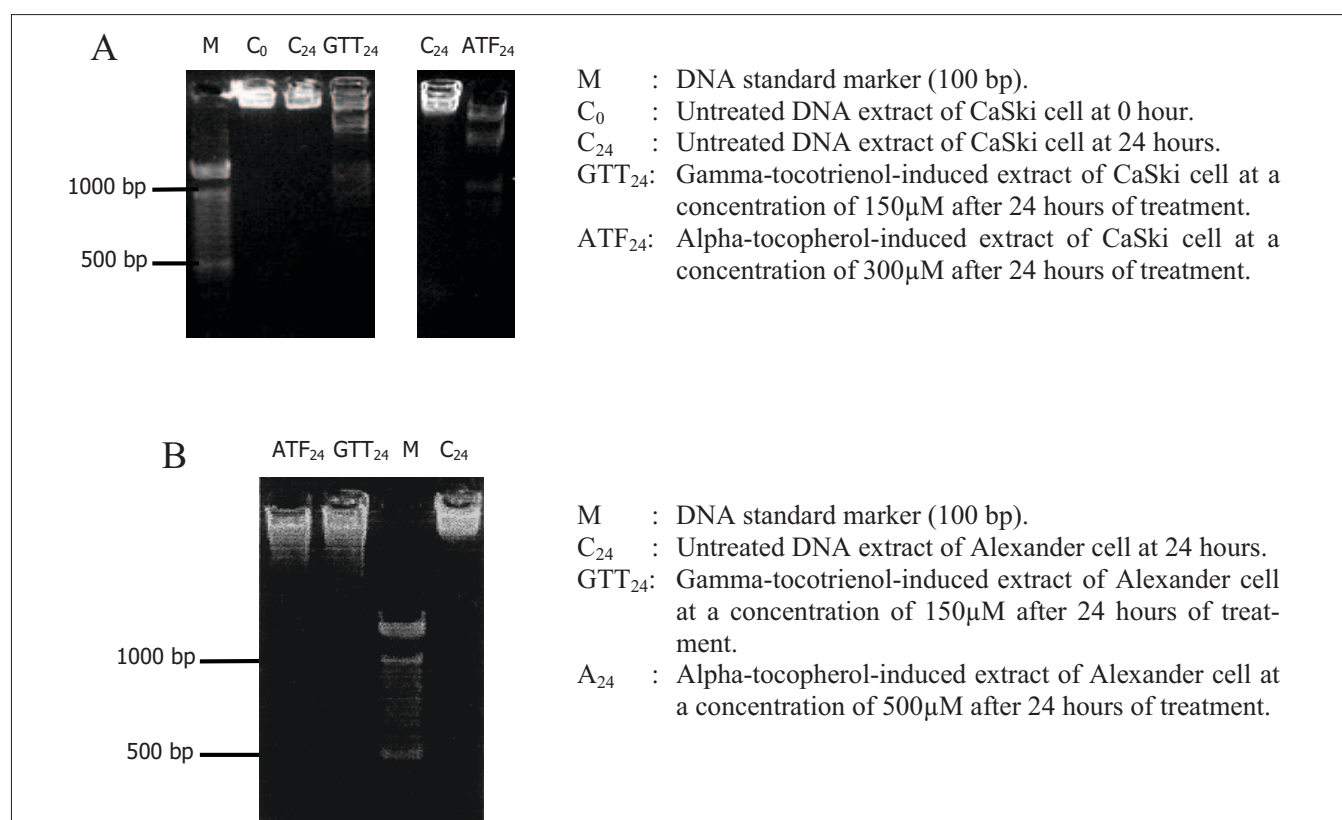 A
M C₀ C₂₄ GTT₂₄ C₂₄ ATF₂₄
1000 bp
500 bp
M : DNA standard marker (100 bp).
C₀ : Untreated DNA extract of CaSki cell at 0 hour.
C₂₄ : Untreated DNA extract of CaSki cell at 24 hours.
GTT₂₄: Gamma-tocotrienol-induced extract of CaSki cell at a
concentration of 150µM after 24 hours of treatment.
ATF₂₄: Alpha-tocopherol-induced extract of CaSki cell at a
concentration of 300µM after 24 hours of treatment.
B
ATF₂₄ GTT₂₄ M C₂₄
1000 bp
500 bp
M : DNA standard marker (100 bp).
C₂₄ : Untreated DNA extract of Alexander cell at 24 hours.
GTT₂₄: Gamma-tocotrienol-induced extract of Alexander cell
at a concentration of 150µM after 24 hours of treat-
ment.
A₂₄ : Alpha-tocopherol-induced extract of Alexander cell at
a concentration of 500µM after 24 hours of treatment.